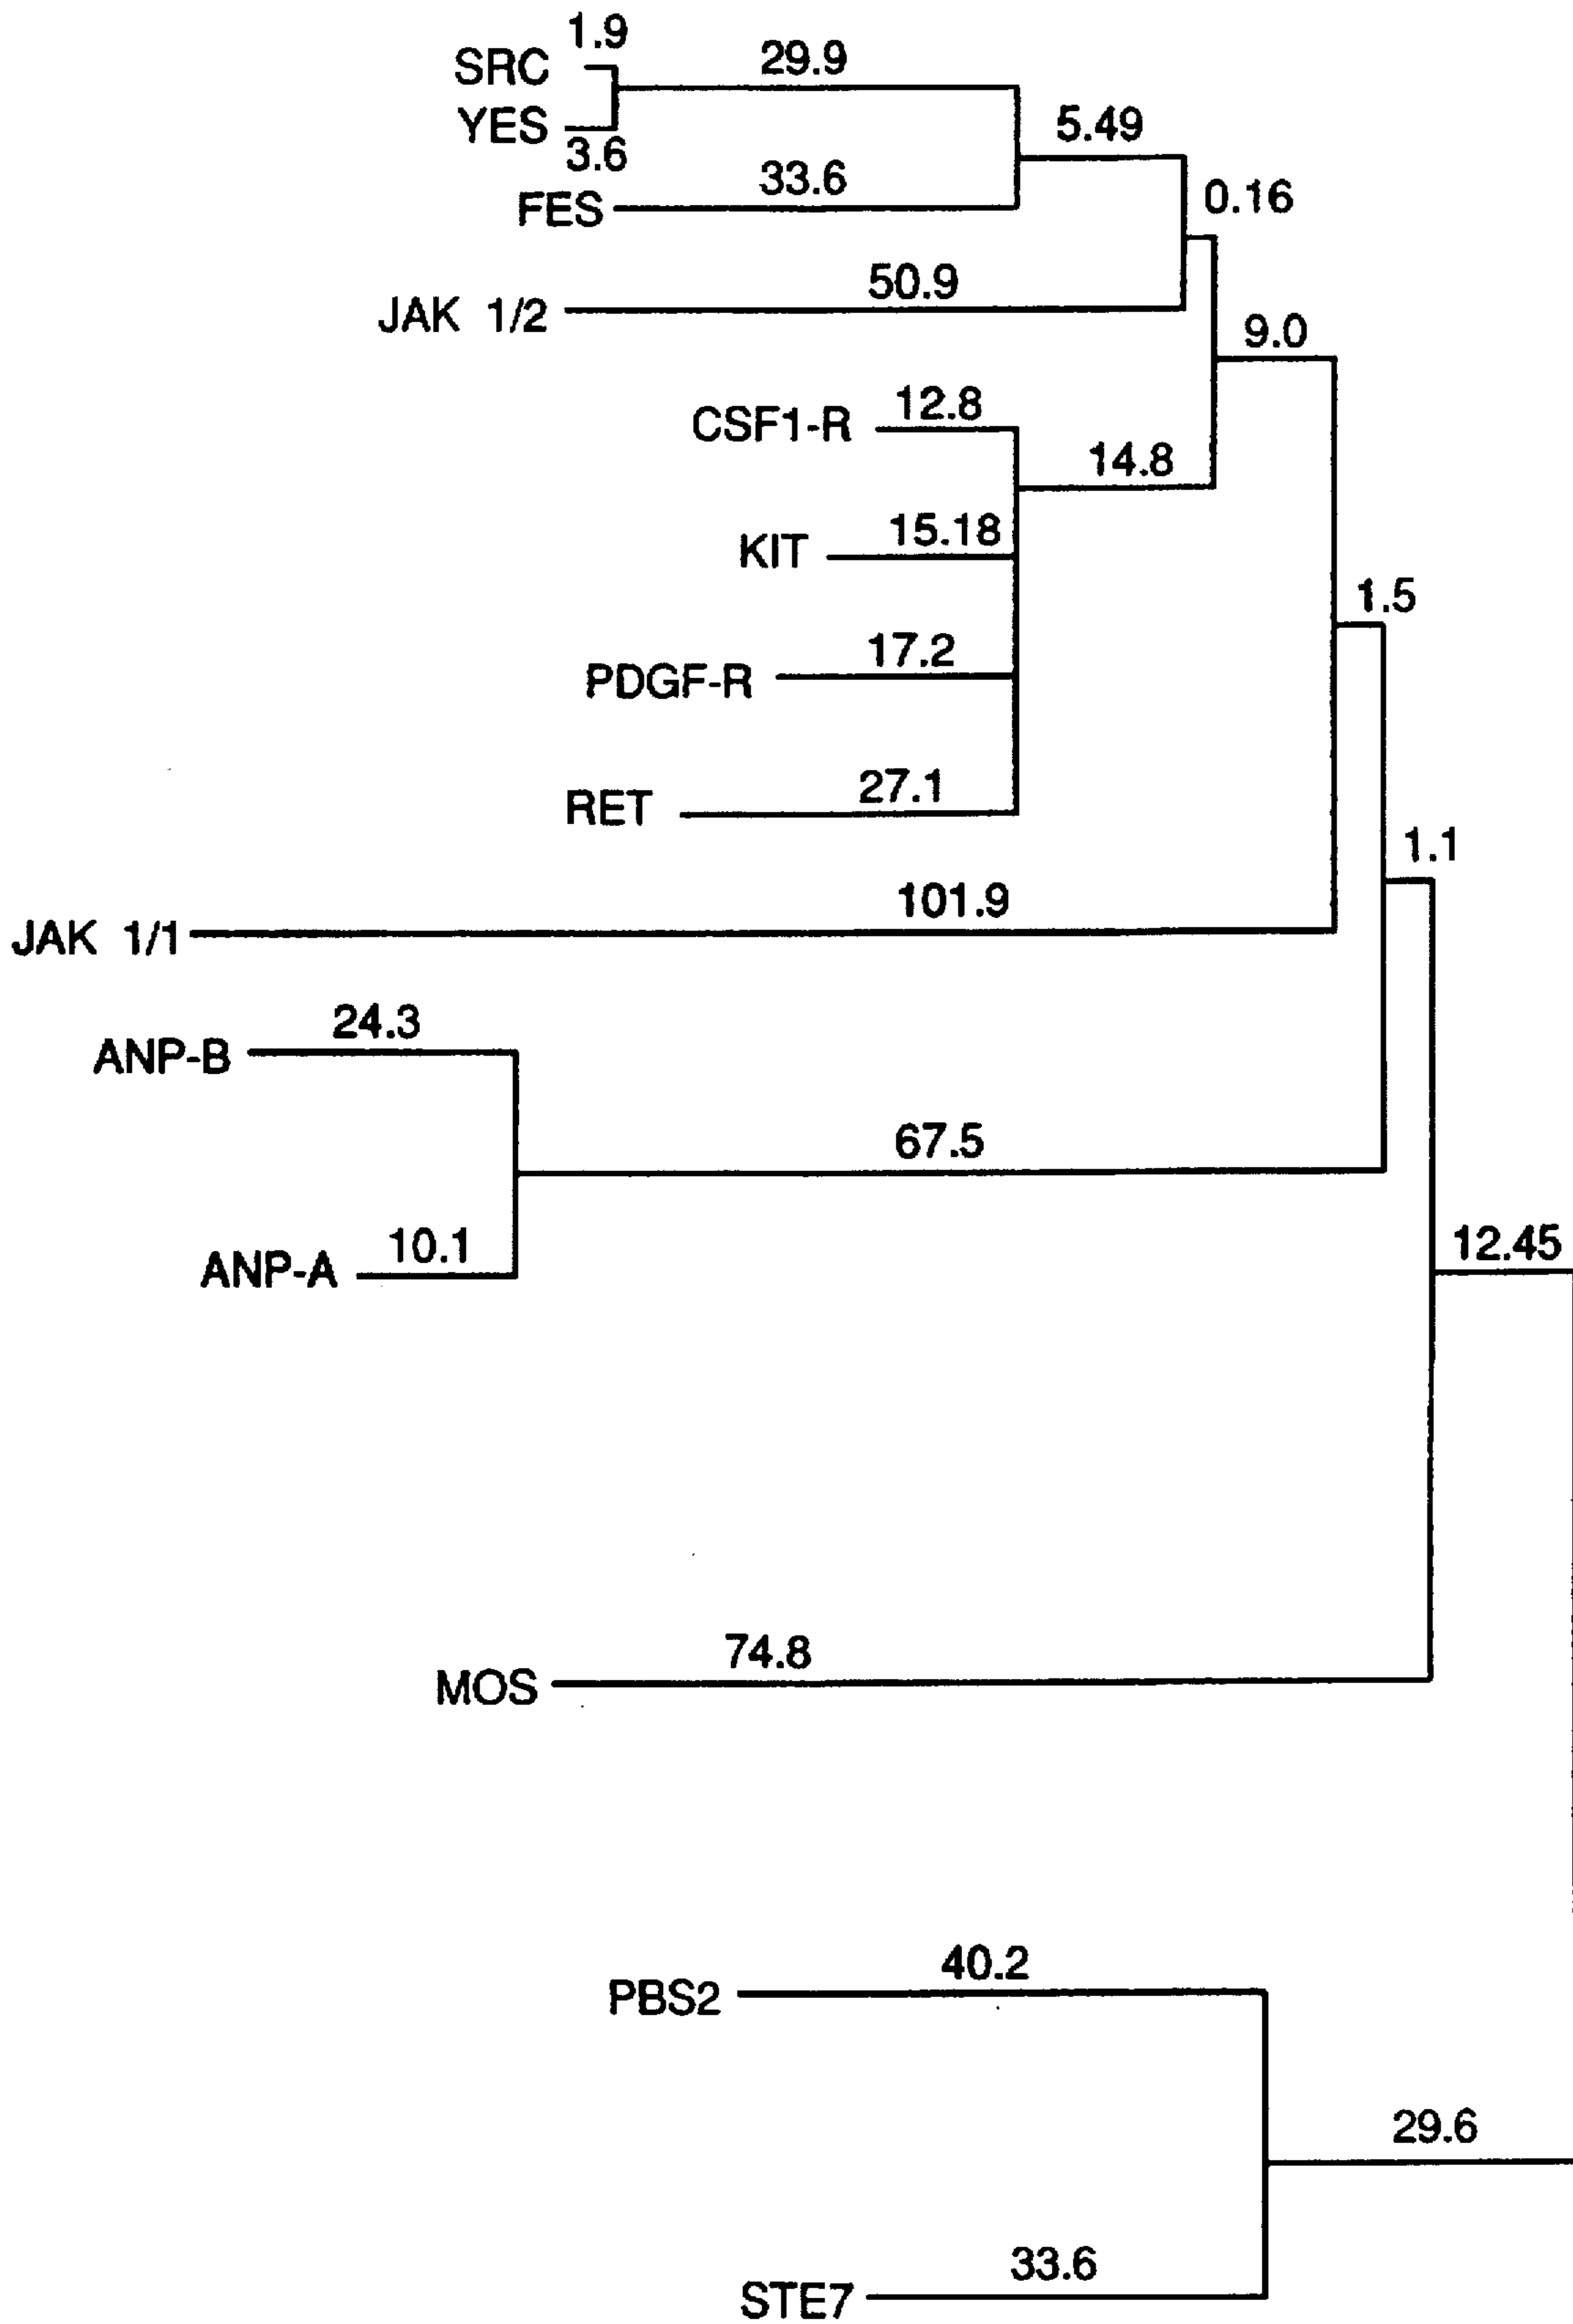 1.9
SRC
29.9
YES
3.6
5.49
FES
33.6
0.16
JAK 1/2
50.9
9.0
CSF1-R
12.8
14.8
KIT
15.18
1.5
PDGF-R
17.2
RET
27.1
1.1
JAK 1/1
101.9
ANP-B
24.3
67.5
ANP-A
10.1
12.45
MOS
74.8
PBS2
40.2
29.6
STE7
33.6